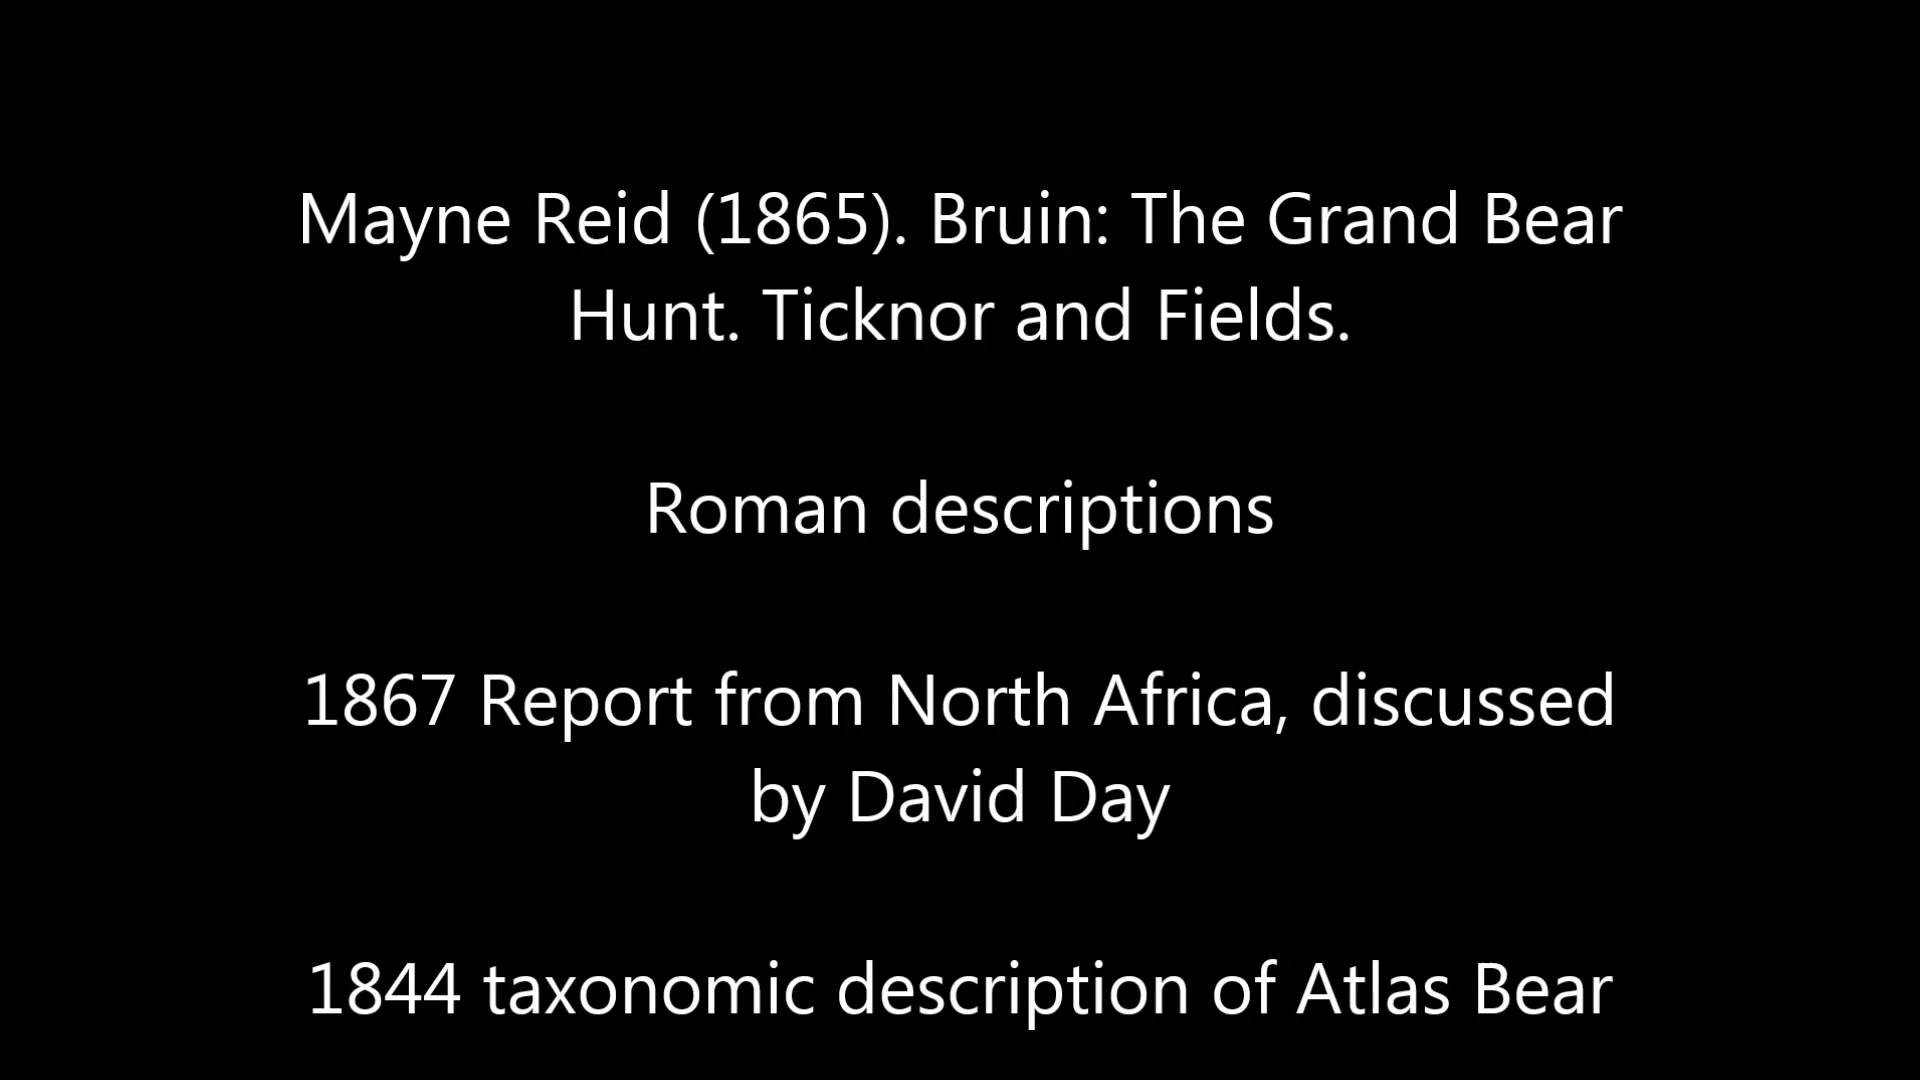 Mayne Reid (1865). Bruin: The Grand Bear
Hunt. Ticknor and Fields.
Roman descriptions
1867 Report from North Africa, discussed
by David Day
1844 taxonomic description of Atlas Bear